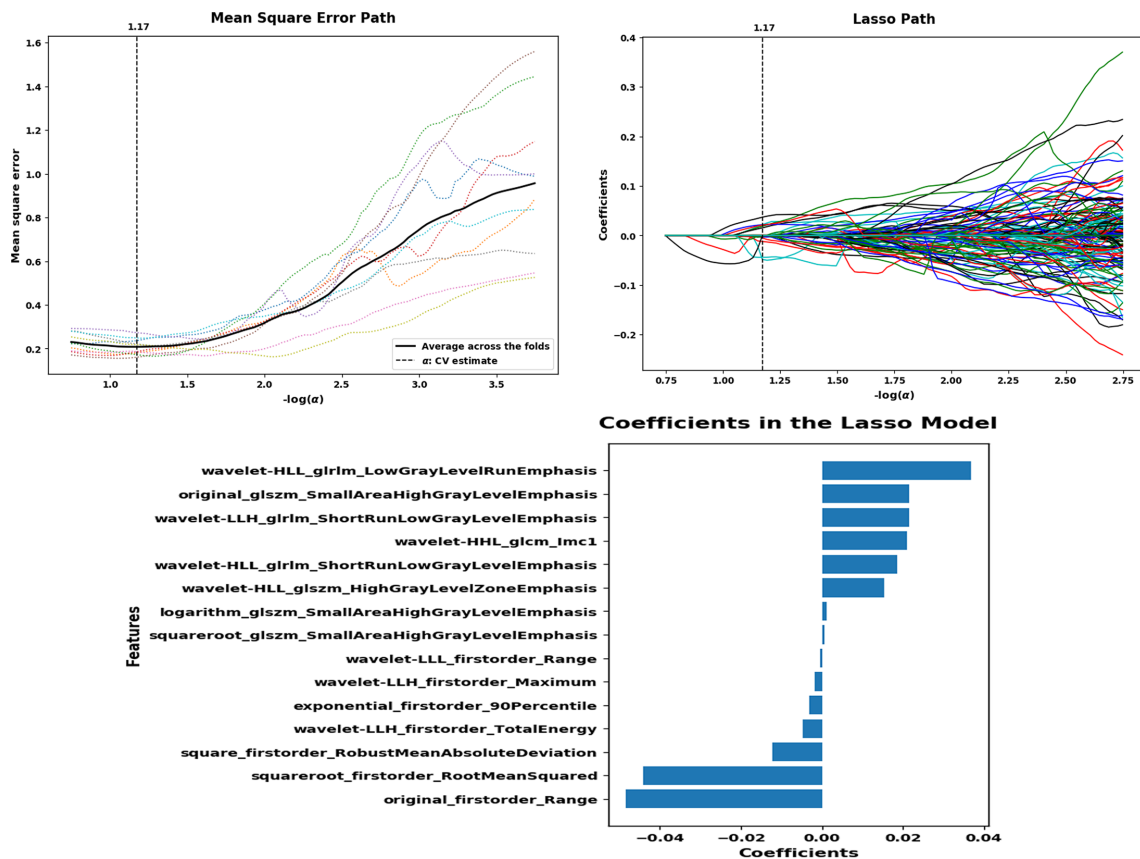 Mean Square Error Path
1.17
1.6
1.4
1.2
1.0
0.8
0.6
0.4
0.2
Mean square error
Average across the folds
α: CV estimate
1.0 1.5 2.0 2.5 3.0 3.5
-log(α)
Lasso Path
1.17
0.4
0.3
0.2
0.1
0.0
−0.1
−0.2
Coefficients
0.75 1.00 1.25 1.50 1.75 2.00 2.25 2.50 2.75
-log(α)
Coefficients in the Lasso Model
Features
wavelet-HLL_glrlm_LowGrayLevelRunEmphasis
original_glszm_SmallAreaHighGrayLevelEmphasis
wavelet-LLH_glrlm_ShortRunLowGrayLevelEmphasis
wavelet-HHL_glcm_Imc1
wavelet-HLL_glrlm_ShortRunLowGrayLevelEmphasis
wavelet-HLL_glszm_HighGrayLevelZoneEmphasis
logarithm_glszm_SmallAreaHighGrayLevelEmphasis
squareroot_glszm_SmallAreaHighGrayLevelEmphasis
wavelet-LLL_firstorder_Range
wavelet-LLH_firstorder_Maximum
exponential_firstorder_90Percentile
wavelet-LLH_firstorder_TotalEnergy
square_firstorder_RobustMeanAbsoluteDeviation
squareroot_firstorder_RootMeanSquared
original_firstorder_Range
−0.04 −0.02 0.00 0.02 0.04
Coefficients